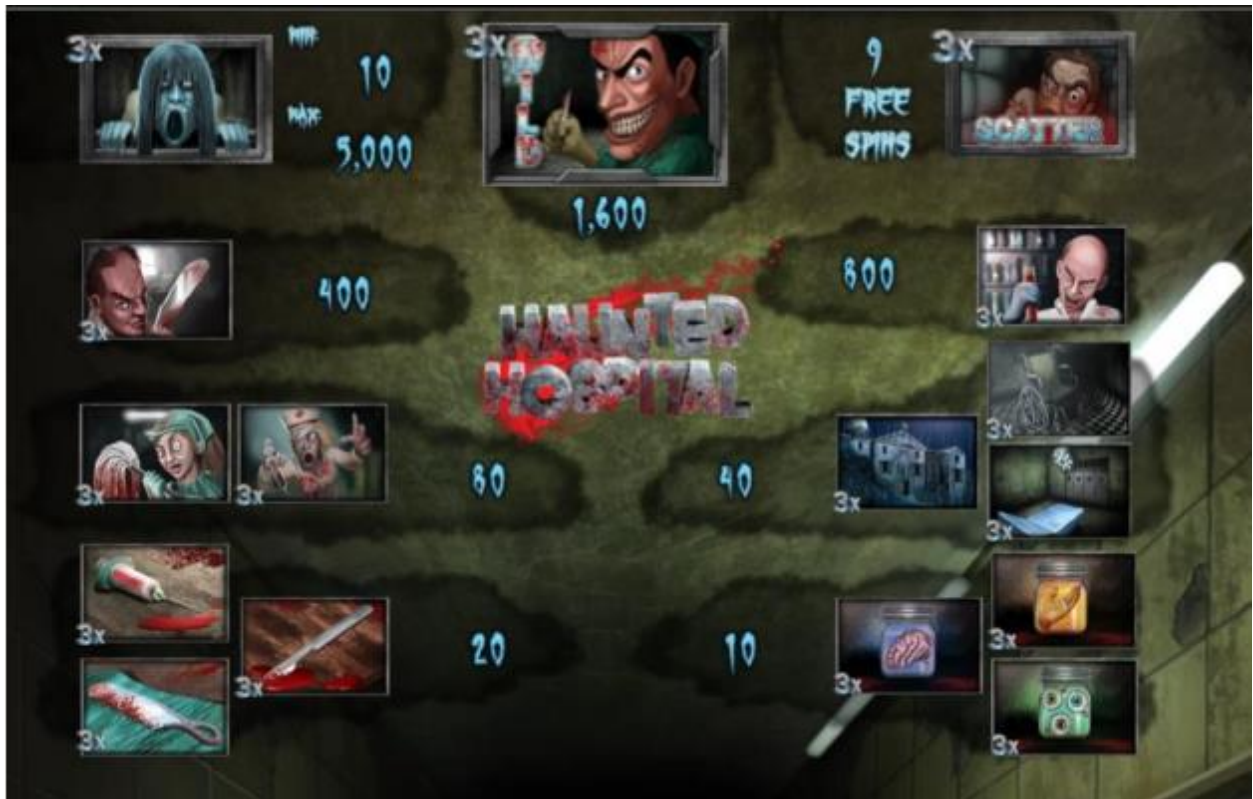 3x
MIN:
10
MAX:
5,000
3x
WILD
1,600
9
FREE
SPINS
3x
SCATTER
3x
400
800
3x
HAUNTED
HOSPITAL
3x
3x
3x
80
40
3x
3x
3x
3x
20
10
3x
3x
3x
3x